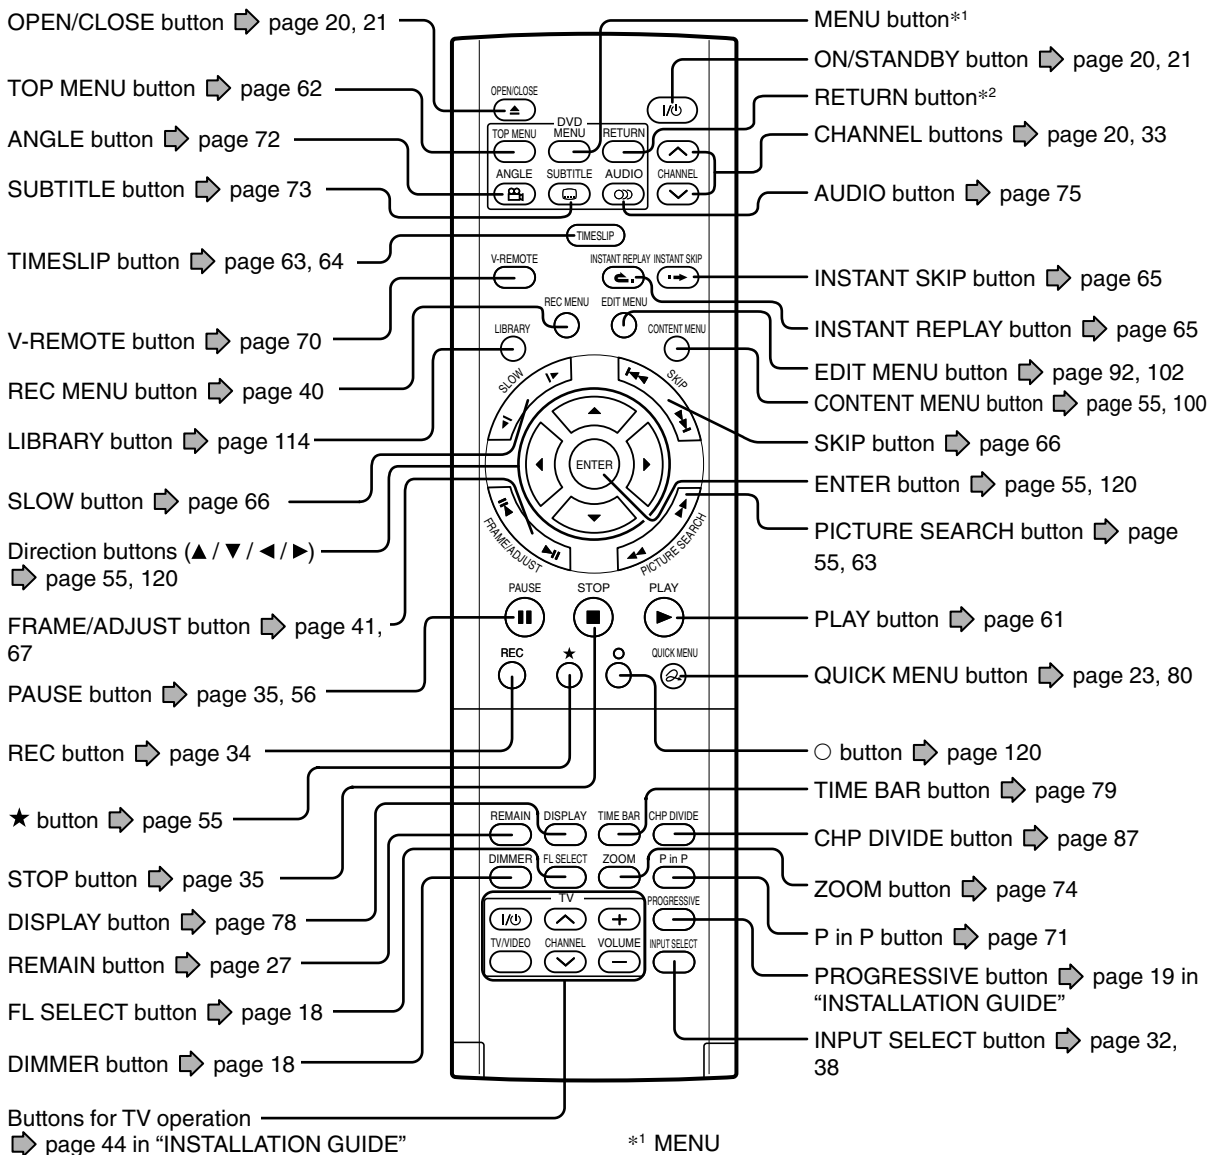 OPEN/CLOSE button page 20, 21
TOP MENU button page 62
ANGLE button page 72
SUBTITLE button page 73
TIMESLIP button page 63, 64
V-REMOTE button page 70
REC MENU button page 40
LIBRARY button page 114
SLOW button page 66
Direction buttons (▲ / ▼ / ◄ / ►)
page 55, 120
FRAME/ADJUST button page 41,
67
PAUSE button page 35, 56
REC button page 34
★ button page 55
STOP button page 35
DISPLAY button page 78
REMAIN button page 27
FL SELECT button page 18
DIMMER button page 18
Buttons for TV operation
page 44 in “INSTALLATION GUIDE”
OPEN/CLOSE
I/⏻
DVD
TOP MENU MENU RETURN
ANGLE SUBTITLE AUDIO CHANNEL
TIMESLIP
V-REMOTE INSTANT REPLAY INSTANT SKIP
REC MENU EDIT MENU
LIBRARY CONTENT MENU
SLOW SKIP
ENTER
FRAME/ADJUST PICTURE SEARCH
PAUSE STOP PLAY
REC ★ O QUICK MENU
REMAIN DISPLAY TIME BAR CHP DIVIDE
DIMMER FL SELECT ZOOM P in P
TV PROGRESSIVE
I/⏻ +
TV/VIDEO CHANNEL VOLUME INPUT SELECT
−
MENU button*1
ON/STANDBY button page 20, 21
RETURN button*2
CHANNEL buttons page 20, 33
AUDIO button page 75
INSTANT SKIP button page 65
INSTANT REPLAY button page 65
EDIT MENU button page 92, 102
CONTENT MENU button page 55, 100
SKIP button page 66
ENTER button page 55, 120
PICTURE SEARCH button page
55, 63
PLAY button page 61
QUICK MENU button page 23, 80
○ button page 120
TIME BAR button page 79
CHP DIVIDE button page 87
ZOOM button page 74
P in P button page 71
PROGRESSIVE button page 19 in
“INSTALLATION GUIDE”
INPUT SELECT button page 32,
38
*1 MENU